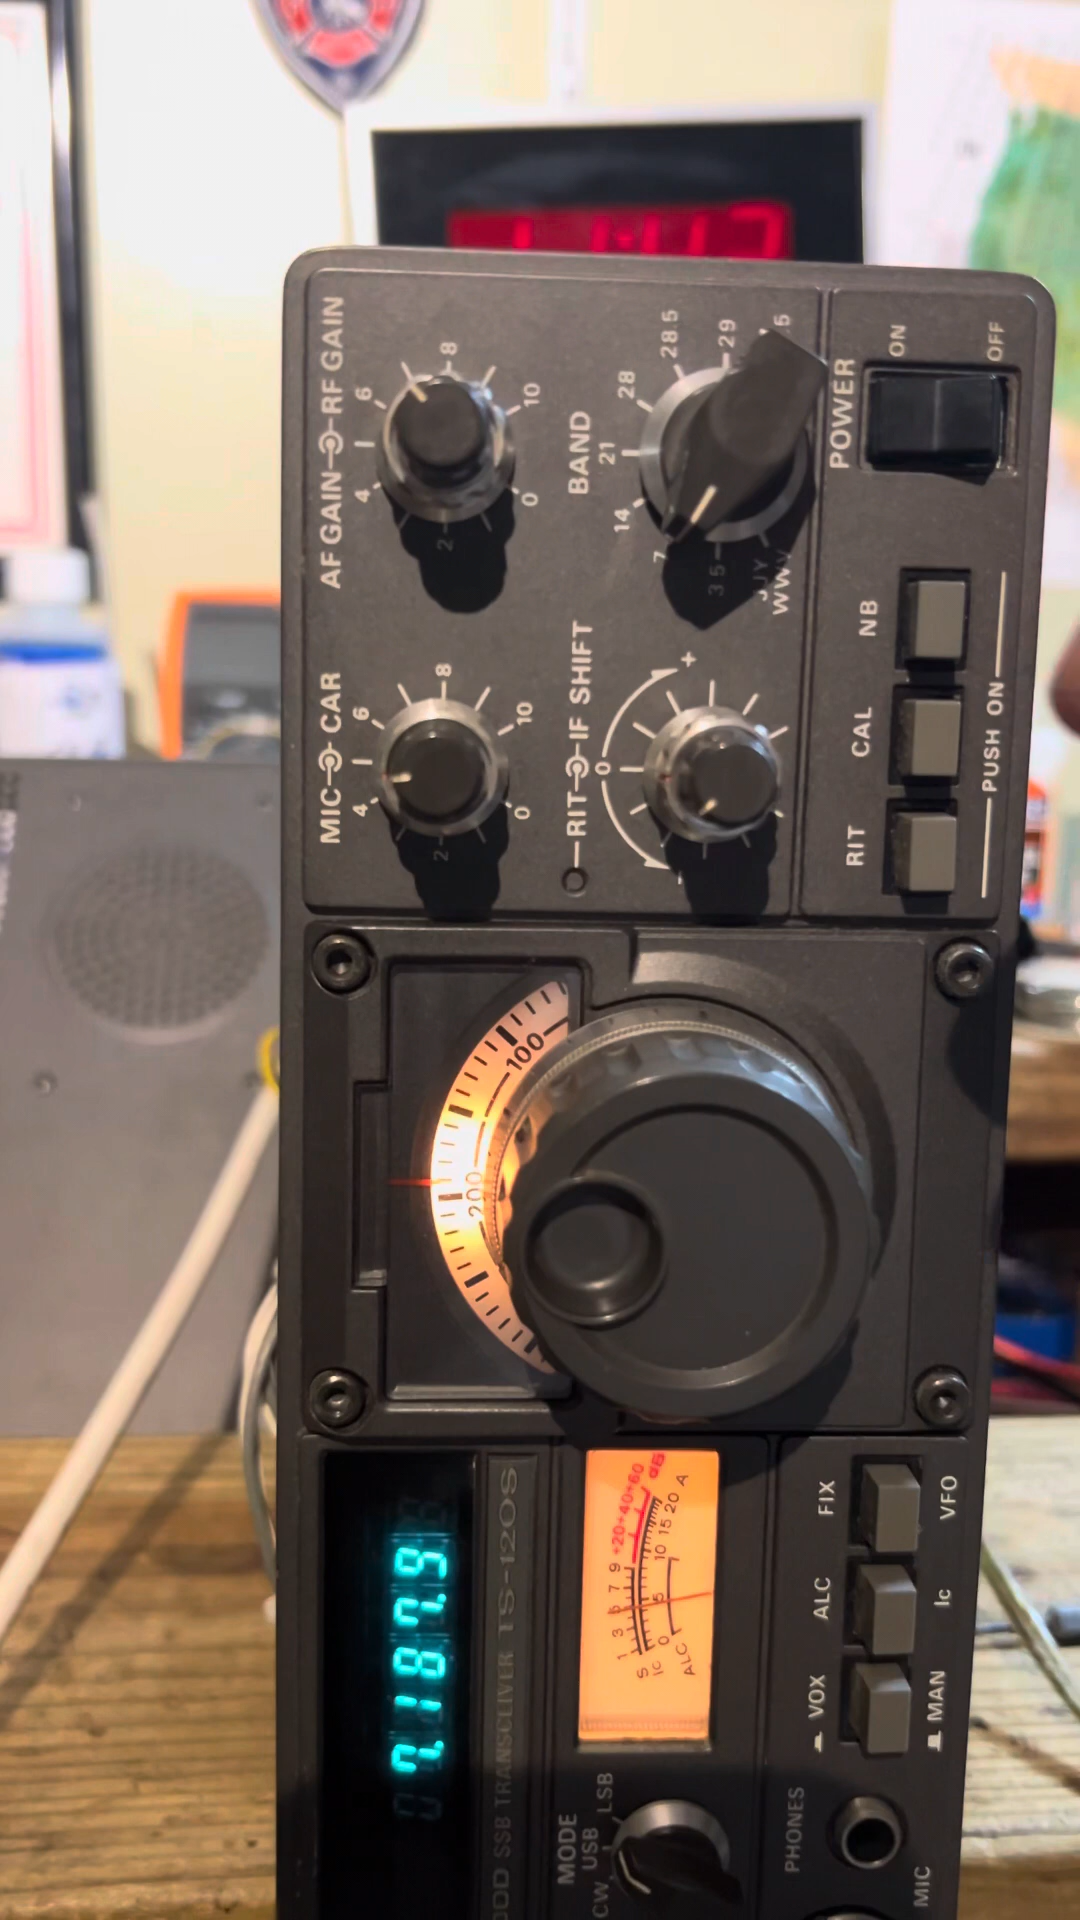 7.187.9
OOD SSB TRANSCEIVER TS-120S
MODE
CW USB LSB
S 1 3 5 7 9 +20+40+60 dB
Ic 0 5 10 15 20 A
ALC
PHONES
MIC
VOX ALC FIX
MAN Ic VFO
100
200
MIC CAR
2 4 6 8 10 0
AF GAIN RF GAIN
2 4 6 8 10 0
RIT IF SHIFT
0 +
BAND
JJY
WWV
3.5 7 14 21 28 28.5 29
RIT CAL NB
PUSH ON
POWER
ON
OFF